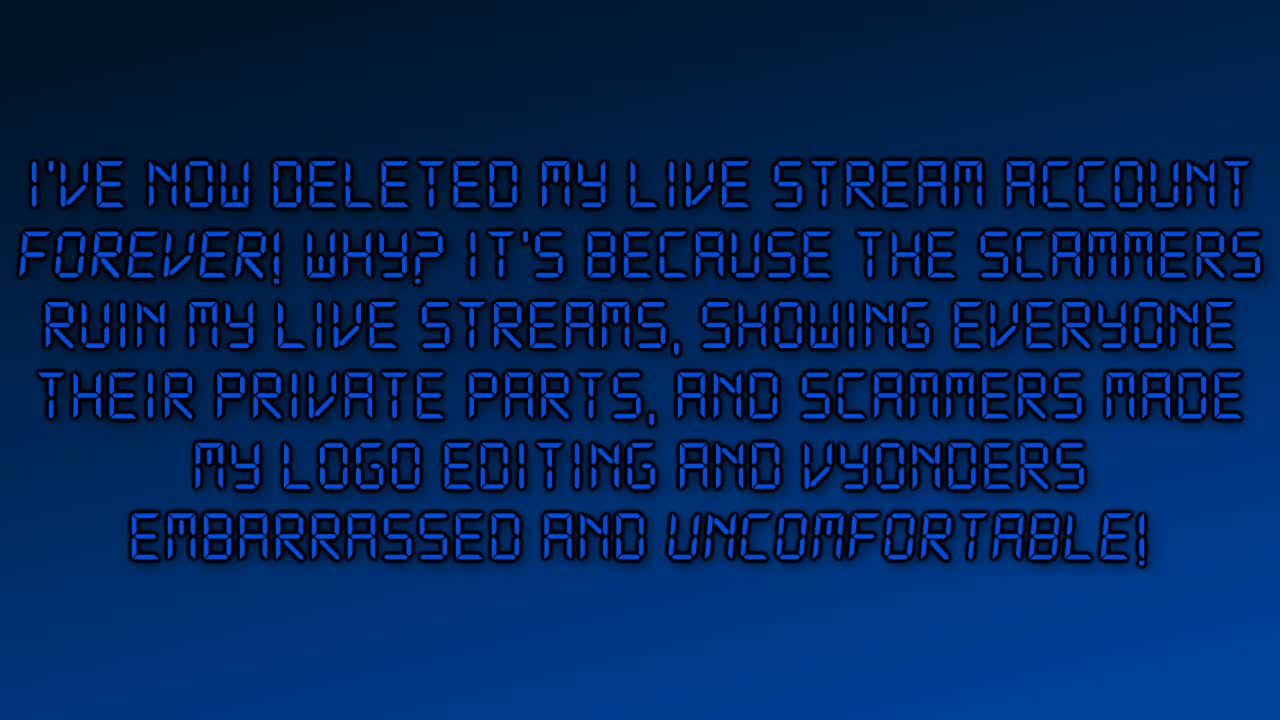 I'VE NOW DELETED MY LIVE STREAM ACCOUNT
FOREVER! WHY? IT'S BECAUSE THE SCAMMERS
RUIN MY LIVE STREAMS, SHOWING EVERYONE
THEIR PRIVATE PARTS, AND SCAMMERS MADE
MY LOGO EDITING AND VYONDERS
EMBARRASSED AND UNCOMFORTABLE!